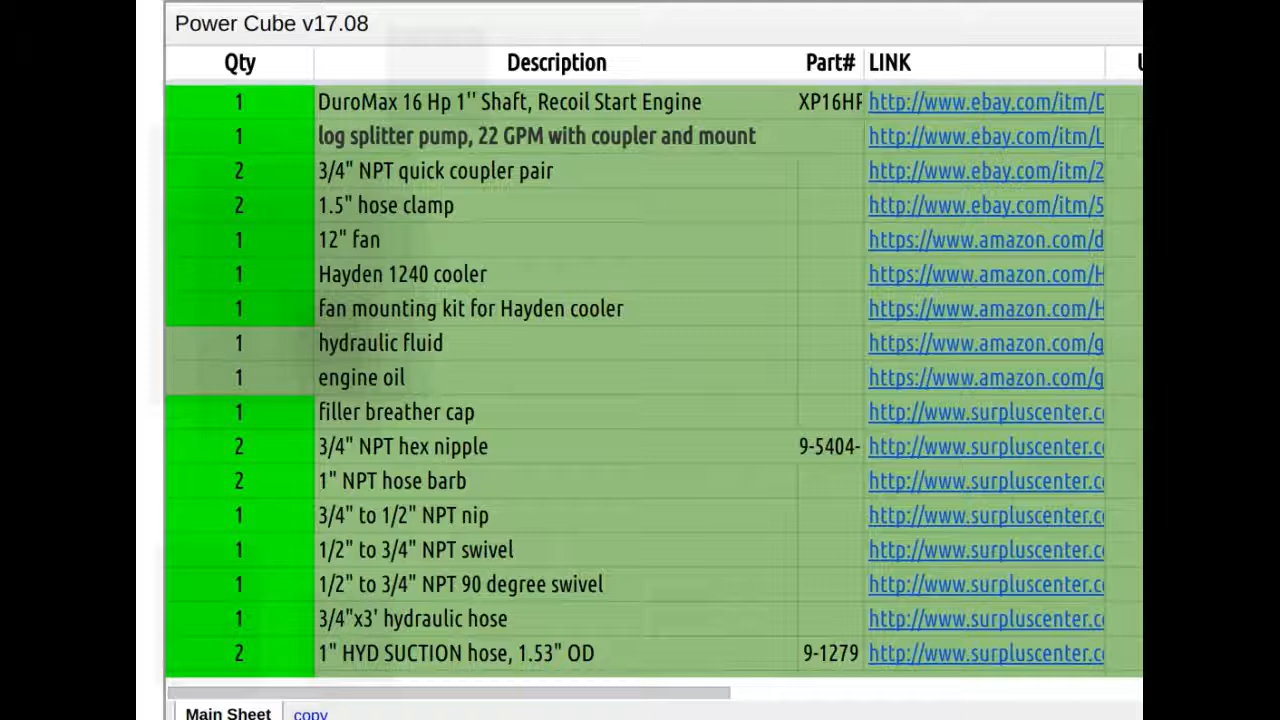 Power Cube v17.08
Qty Description Part# LINK
1 DuroMax 16 Hp 1'' Shaft, Recoil Start Engine XP16HP http://www.ebay.com/itm/D
1 log splitter pump, 22 GPM with coupler and mount http://www.ebay.com/itm/L
2 3/4" NPT quick coupler pair http://www.ebay.com/itm/2
2 1.5" hose clamp http://www.ebay.com/itm/5
1 12" fan https://www.amazon.com/d
1 Hayden 1240 cooler https://www.amazon.com/H
1 fan mounting kit for Hayden cooler https://www.amazon.com/H
1 hydraulic fluid https://www.amazon.com/g
1 engine oil https://www.amazon.com/g
1 filler breather cap http://www.surpluscenter.c
2 3/4" NPT hex nipple 9-5404- http://www.surpluscenter.c
2 1" NPT hose barb http://www.surpluscenter.c
1 3/4" to 1/2" NPT nip http://www.surpluscenter.c
1 1/2" to 3/4" NPT swivel http://www.surpluscenter.c
1 1/2" to 3/4" NPT 90 degree swivel http://www.surpluscenter.c
1 3/4"x3' hydraulic hose http://www.surpluscenter.c
2 1" HYD SUCTION hose, 1.53" OD 9-1279 http://www.surpluscenter.c
Main Sheet copy